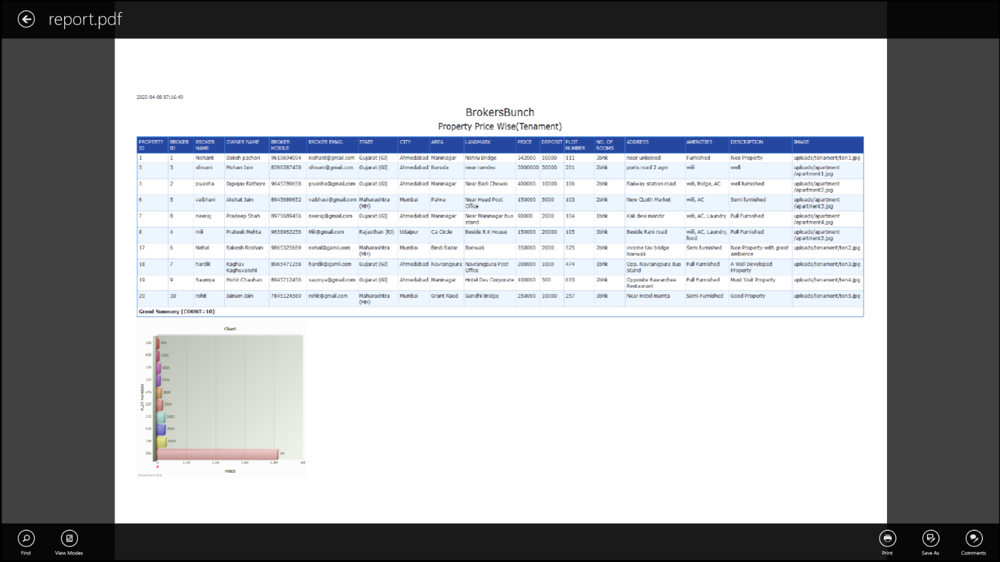 report.pdf
2020-04-08 07:16:49
BrokersBunch
Property Price Wise(Tenament)
PROPERTY ID BROKER ID BROKER NAME OWNER NAME BROKER MOBILE BROKER EMAIL STATE CITY AREA LANDMARK PRICE DEPOSIT PLOT NUMBER NO. OF ROOMS ADDRESS AMENITIES DESCRIPTION IMAGE
1 1 Nishant Daksh pachori 9610694094 nishant@gmail.com Gujarat (GJ) Ahmedabad Maninagar Nehru Bridge 342000 10000 111 3bhk near unlocked Furnished Nice Property uploads/tenament/ten1.jpg
3 3 shivani Mohan Jain 8596587458 shivani@gmail.com Gujarat (GJ) Ahmedabad Naroda near ramdev 5000000 50000 201 2bhk ports road 2 agm wifi well uploads/apartment/apartment1.jpg
5 2 piyasha Digvijay Rathore 9645789658 piyasha@gmail.com Gujarat (GJ) Ahmedabad Maninagar Near Badi Chowki 400000 10000 106 2bhk Railway station road wifi, fridge, AC well furnished uploads/apartment/apartment2.jpg
6 5 vaibhavi Akshat Jain 8945689652 vaibhavi@gmail.com Maharashtra (MH) Mumbai Palwa Near Head Post Office 150000 5000 103 2bhk New CLoth Market wifi, AC Semi furnished uploads/apartment/apartment3.jpg
7 8 neeraj Pradeep Shah 8975689456 neeraj@gmail.com Gujarat (GJ) Ahmedabad Maninagar Near Maninagar bus stand 90000 2000 104 1bhk Kali devi mandir wifi, AC, Laundry Full Furnished uploads/apartment/apartment4.jpg
8 4 mili Prateek Mehta 9658963256 Mili@gmail.com Rajasthan (RJ) Udaipur Ca Circle Beside R.K House 150000 20000 105 3bhk Beside Rani road wifi, AC, Laundry, food Full Furnished uploads/apartment/apartment5.jpg
17 6 Nehal Rakesh Roshan 9865325689 nehal@gamil.com Maharashtra (MH) Mumbai Bindi Bazar Boriwali 350000 2000 525 2bhk income tax bridge boriwali Semi furnished Nice Property with great ambience uploads/tenament/ten2.jpg
18 7 hardik Raghav Raghuvanshi 8965471258 hardik@gamil.com Gujarat (GJ) Ahmedabad Navrangpura Navrangpura Post Office 200000 1000 474 1bhk Opp. Navrangpura Bus Stand Full Furnished A Well Developed Property uploads/tenament/ten3.jpg
19 9 Saumya Mohit Chauhan 8945712456 saumya@gmail.com Gujarat (GJ) Ahmedabad Maninagar Hotel Dev Corporate 100000 500 633 2bhk Opposite Bawarchee Restaurant Full Furnished Must Visit Property uploads/tenament/ten4.jpg
20 10 rohit Jainam Jain 7845124589 rohit@gmail.com Maharashtra (MH) Mumbai Grant Raod Gandhi Bridge 250000 10000 257 3bhk Near Hotel mamta Semi-Furnished Good Property uploads/tenament/ten5.jpg
Grand Summary (COUNT=10)
Chart
PLOT NUMBER
104 90K
633 100K
105 150K
103 150K
474 200K
257 250K
111 342K
525 350K
106 400K
201 5M
0 1.2M 2.4M 3.6M 4.8M 6M
PRICE
Find
View Modes
Print
Save As
Comments